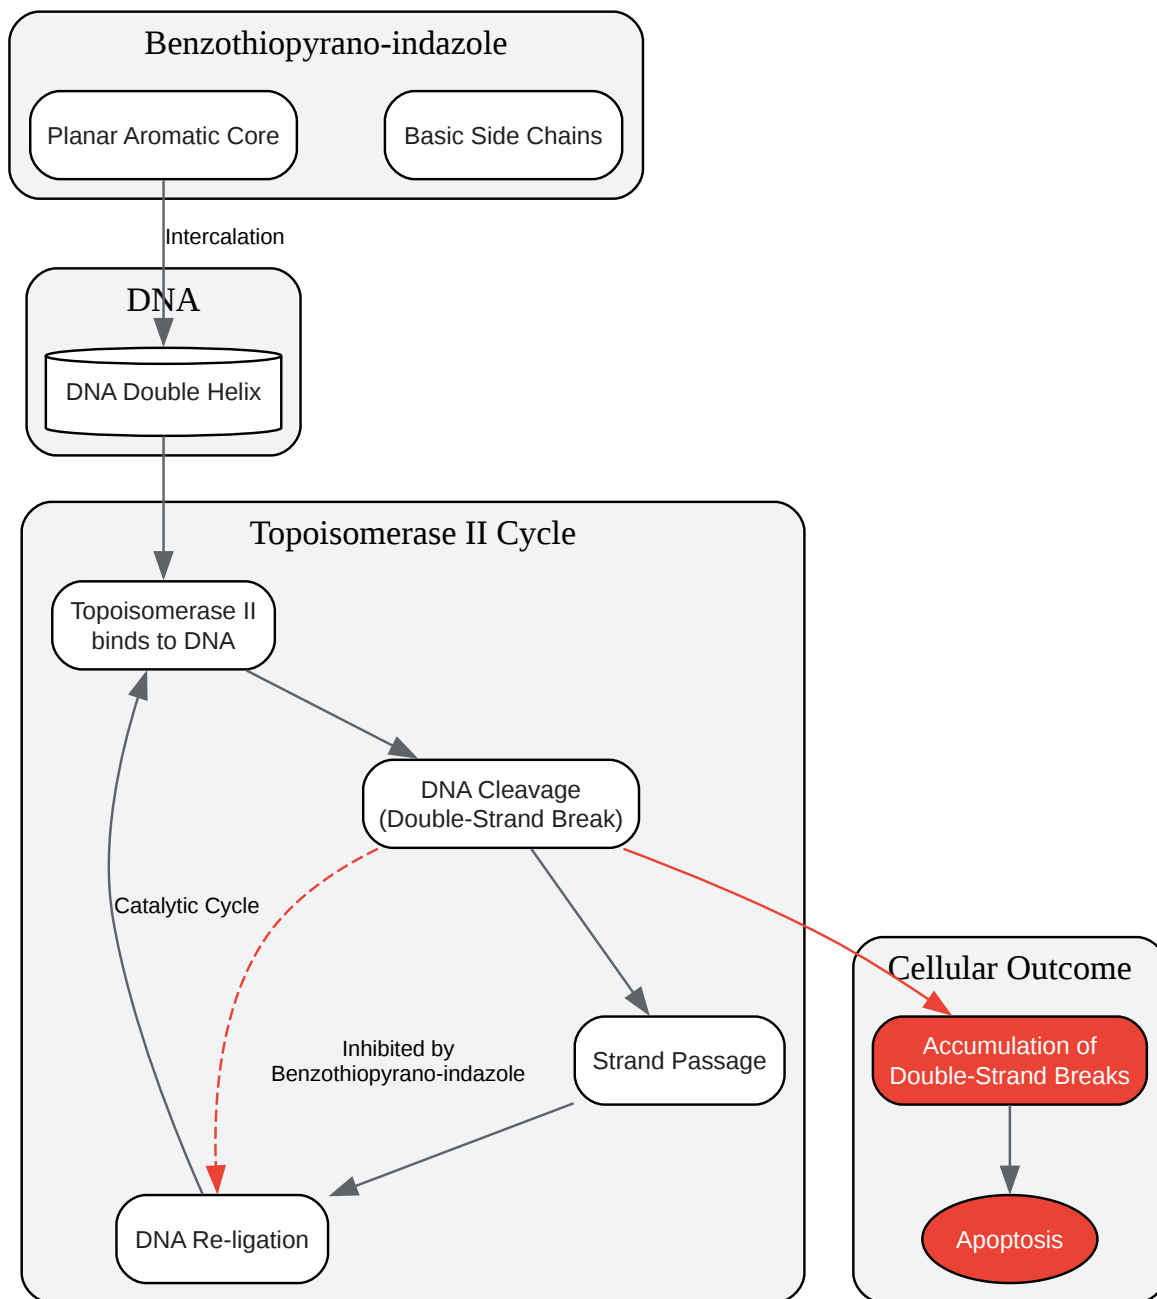 Benzothiopyrano-indazole
Planar Aromatic Core
Basic Side Chains
Intercalation
DNA
DNA Double Helix
Topoisomerase II Cycle
Topoisomerase II
binds to DNA
DNA Cleavage
(Double-Strand Break)
Catalytic Cycle
Inhibited by
Benzothiopyrano-indazole
Strand Passage
DNA Re-ligation
Cellular Outcome
Accumulation of
Double-Strand Breaks
Apoptosis